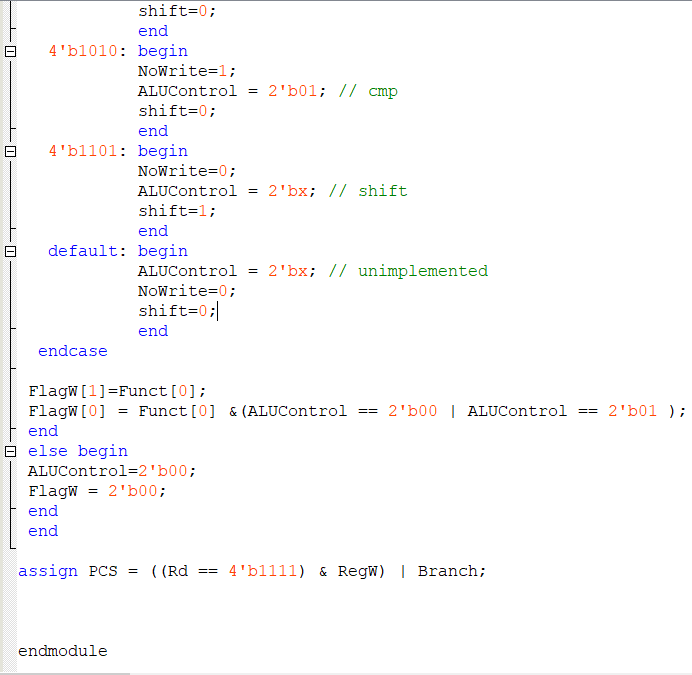 shift=0;
end
4'b1010: begin
NoWrite=1;
ALUControl = 2'b01; // cmp
shift=0;
end
4'b1101: begin
NoWrite=0;
ALUControl = 2'bx; // shift
shift=1;
end
default: begin
ALUControl = 2'bx; // unimplemented
NoWrite=0;
shift=0;
end
endcase
FlagW[1]=Funct[0];
FlagW[0] = Funct[0] &(ALUControl == 2'b00 | ALUControl == 2'b01 );
end
else begin
ALUControl=2'b00;
FlagW = 2'b00;
end
end
assign PCS = ((Rd == 4'b1111) & RegW) | Branch;
endmodule